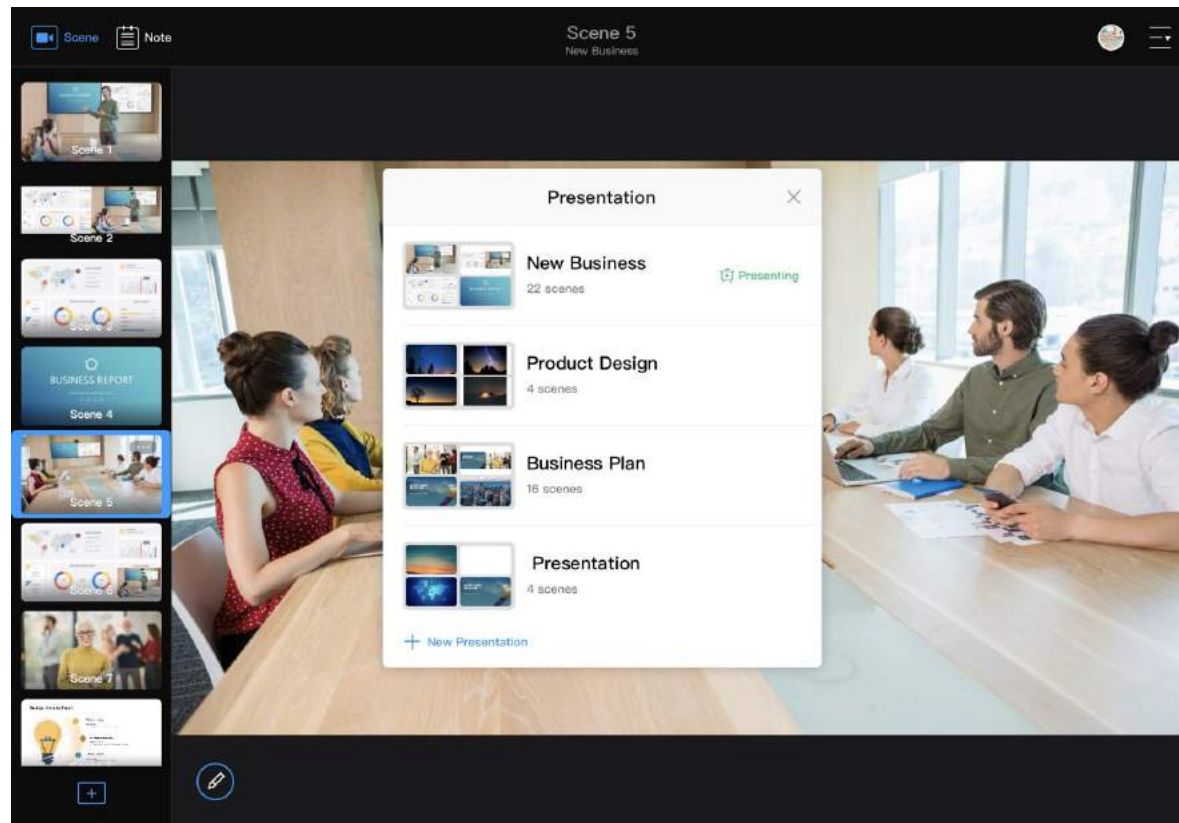 Scene
Note
Scene 5
New Business
Scene 1
Scene 2
Scene 3
BUSINESS REPORT
Scene 4
Scene 5
Scene 6
Scene 7
Presentation
New Business
22 scenes
Presenting
Product Design
4 scenes
Business Plan
16 scenes
Presentation
4 scenes
New Presentation